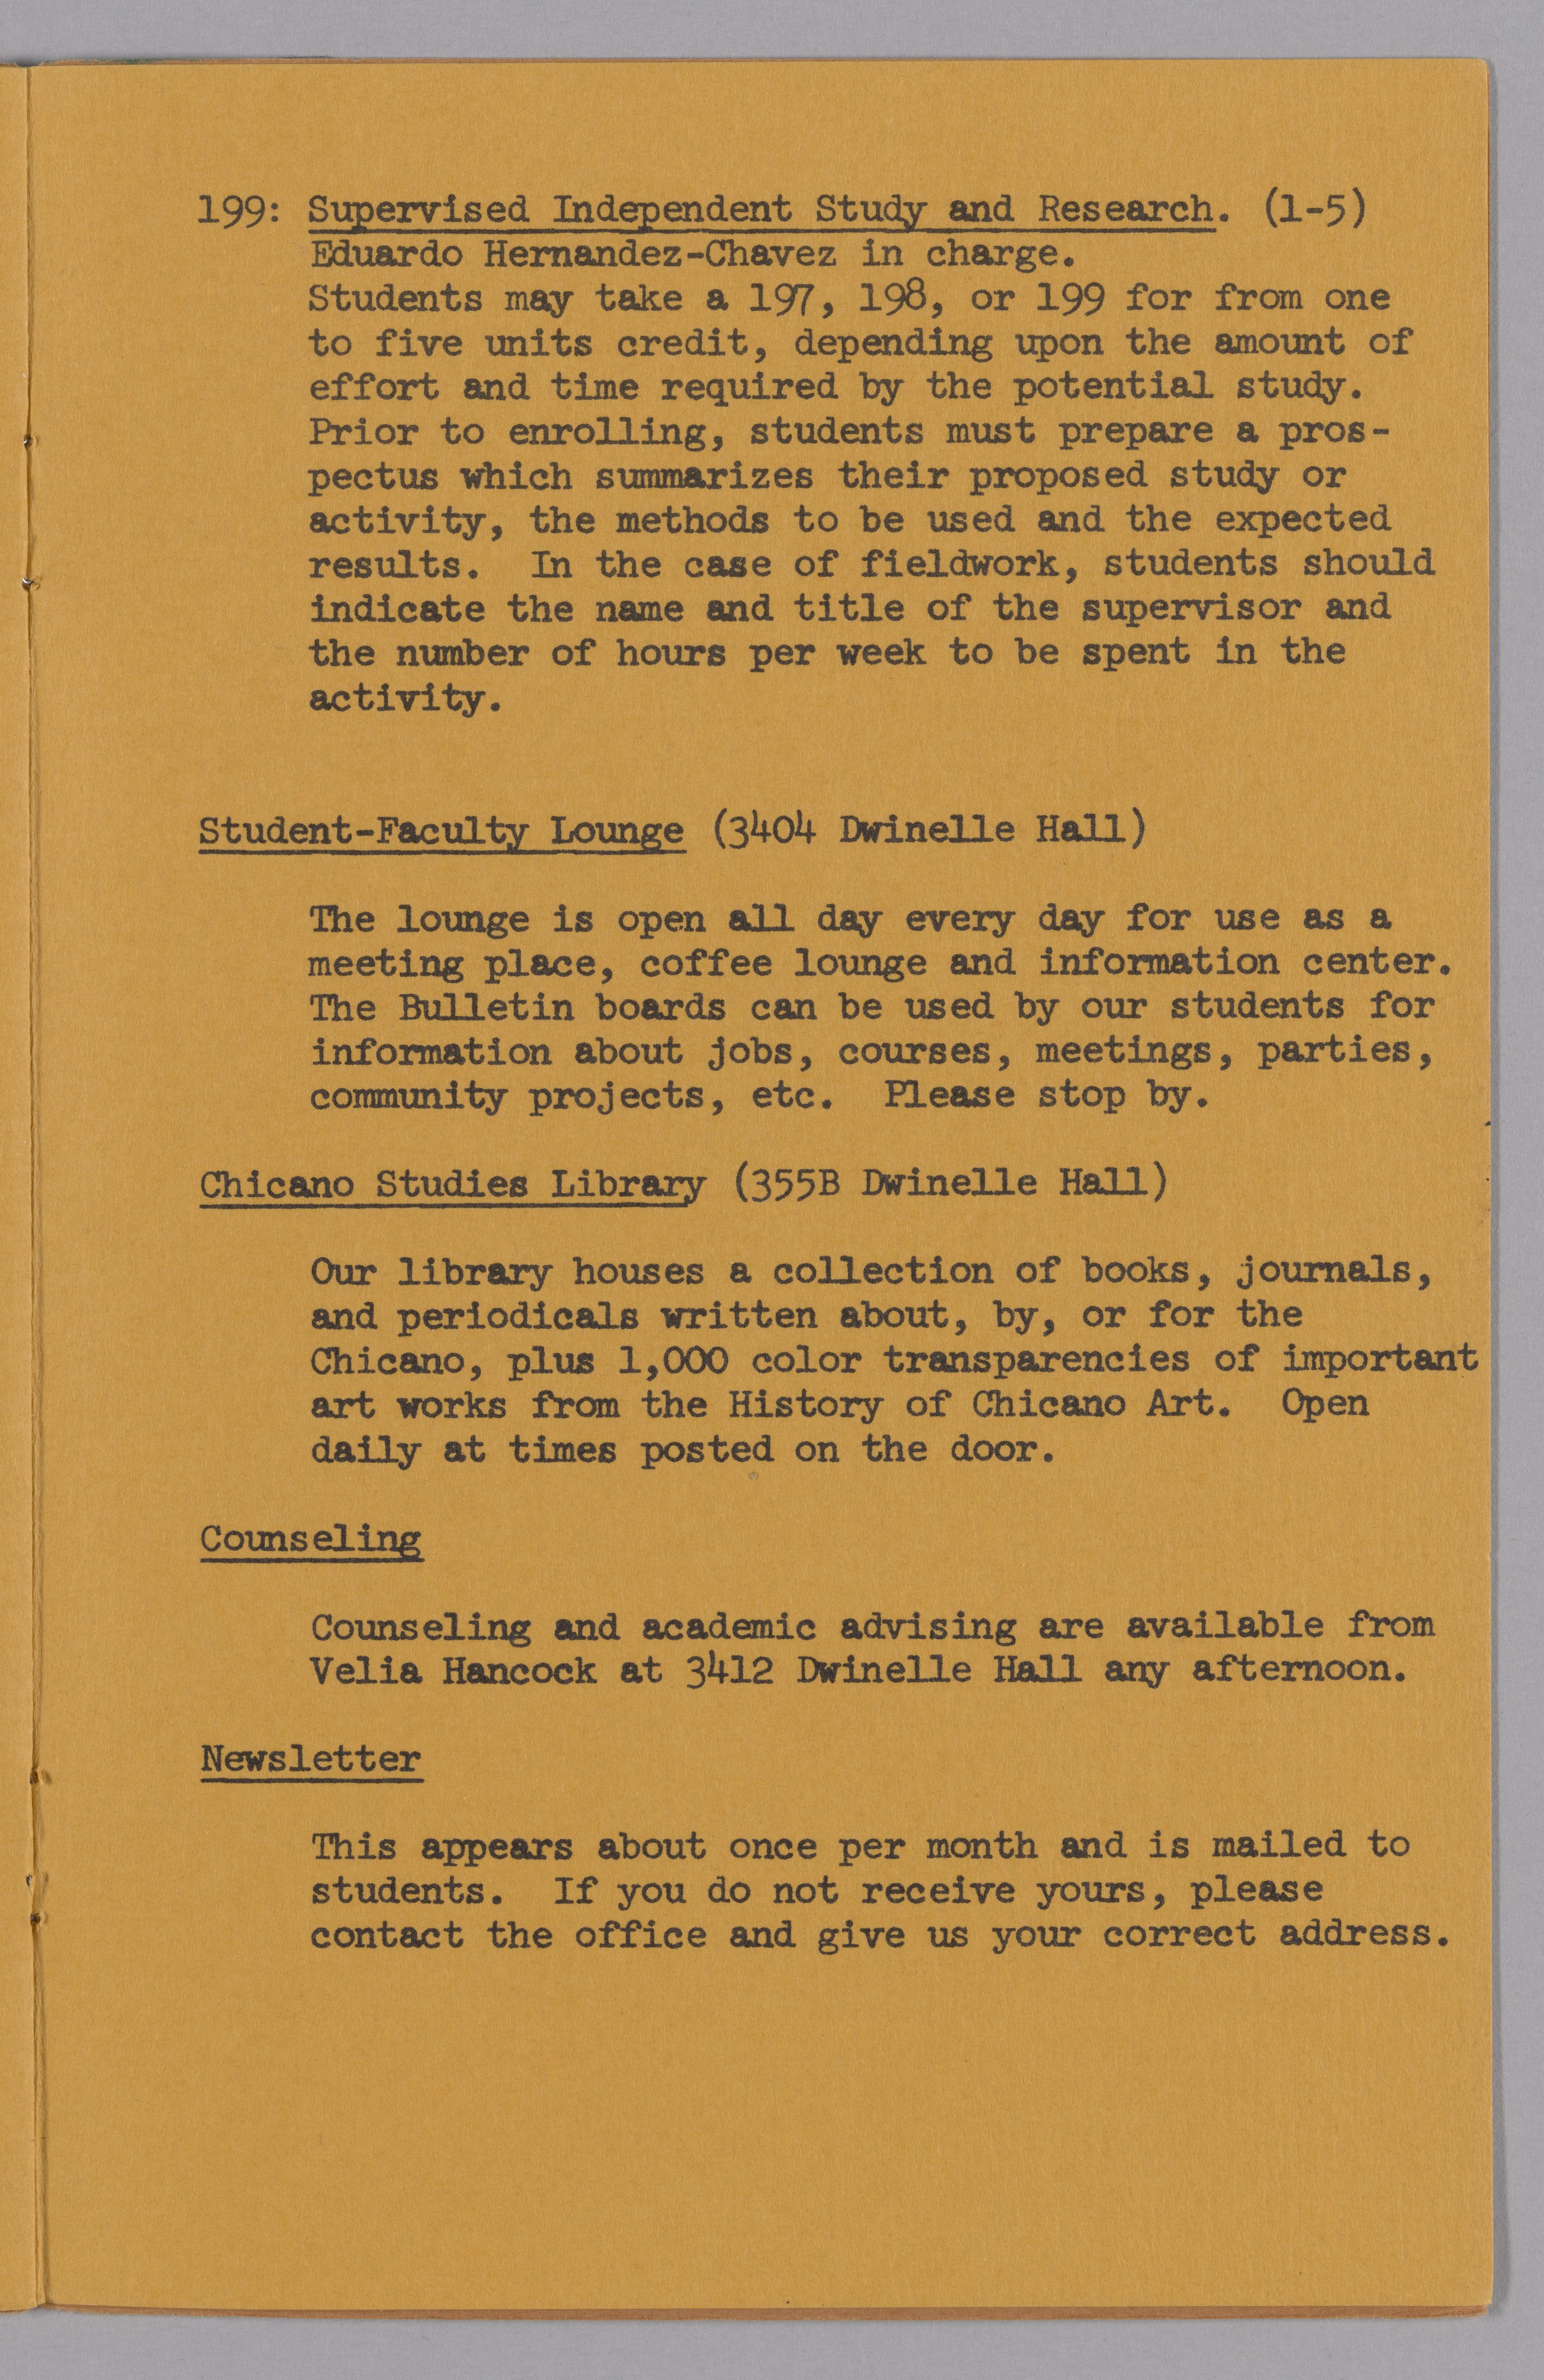 199: Supervised Independent Study and Research. (1-5)
Eduardo Hernandez-Chavez in charge.
Students may take a 197, 198, or 199 for from one
to five units credit, depending upon the amount of
effort and time required by the potential study.
Prior to enrolling, students must prepare a pros-
pectus which summarizes their proposed study or
activity, the methods to be used and the expected
results. In the case of fieldwork, students should
indicate the name and title of the supervisor and
the number of hours per week to be spent in the
activity.
Student-Faculty Lounge (3404 Dwinelle Hall)
The lounge is open all day every day for use as a
meeting place, coffee lounge and information center.
The Bulletin boards can be used by our students for
information about jobs, courses, meetings, parties,
community projects, etc. Please stop by.
Chicano Studies Library (355B Dwinelle Hall)
Our library houses a collection of books, journals,
and periodicals written about, by, or for the
Chicano, plus 1,000 color transparencies of important
art works from the History of Chicano Art. Open
daily at times posted on the door.
Counseling
Counseling and academic advising are available from
Velia Hancock at 3412 Dwinelle Hall any afternoon.
Newsletter
This appears about once per month and is mailed to
students. If you do not receive yours, please
contact the office and give us your correct address.